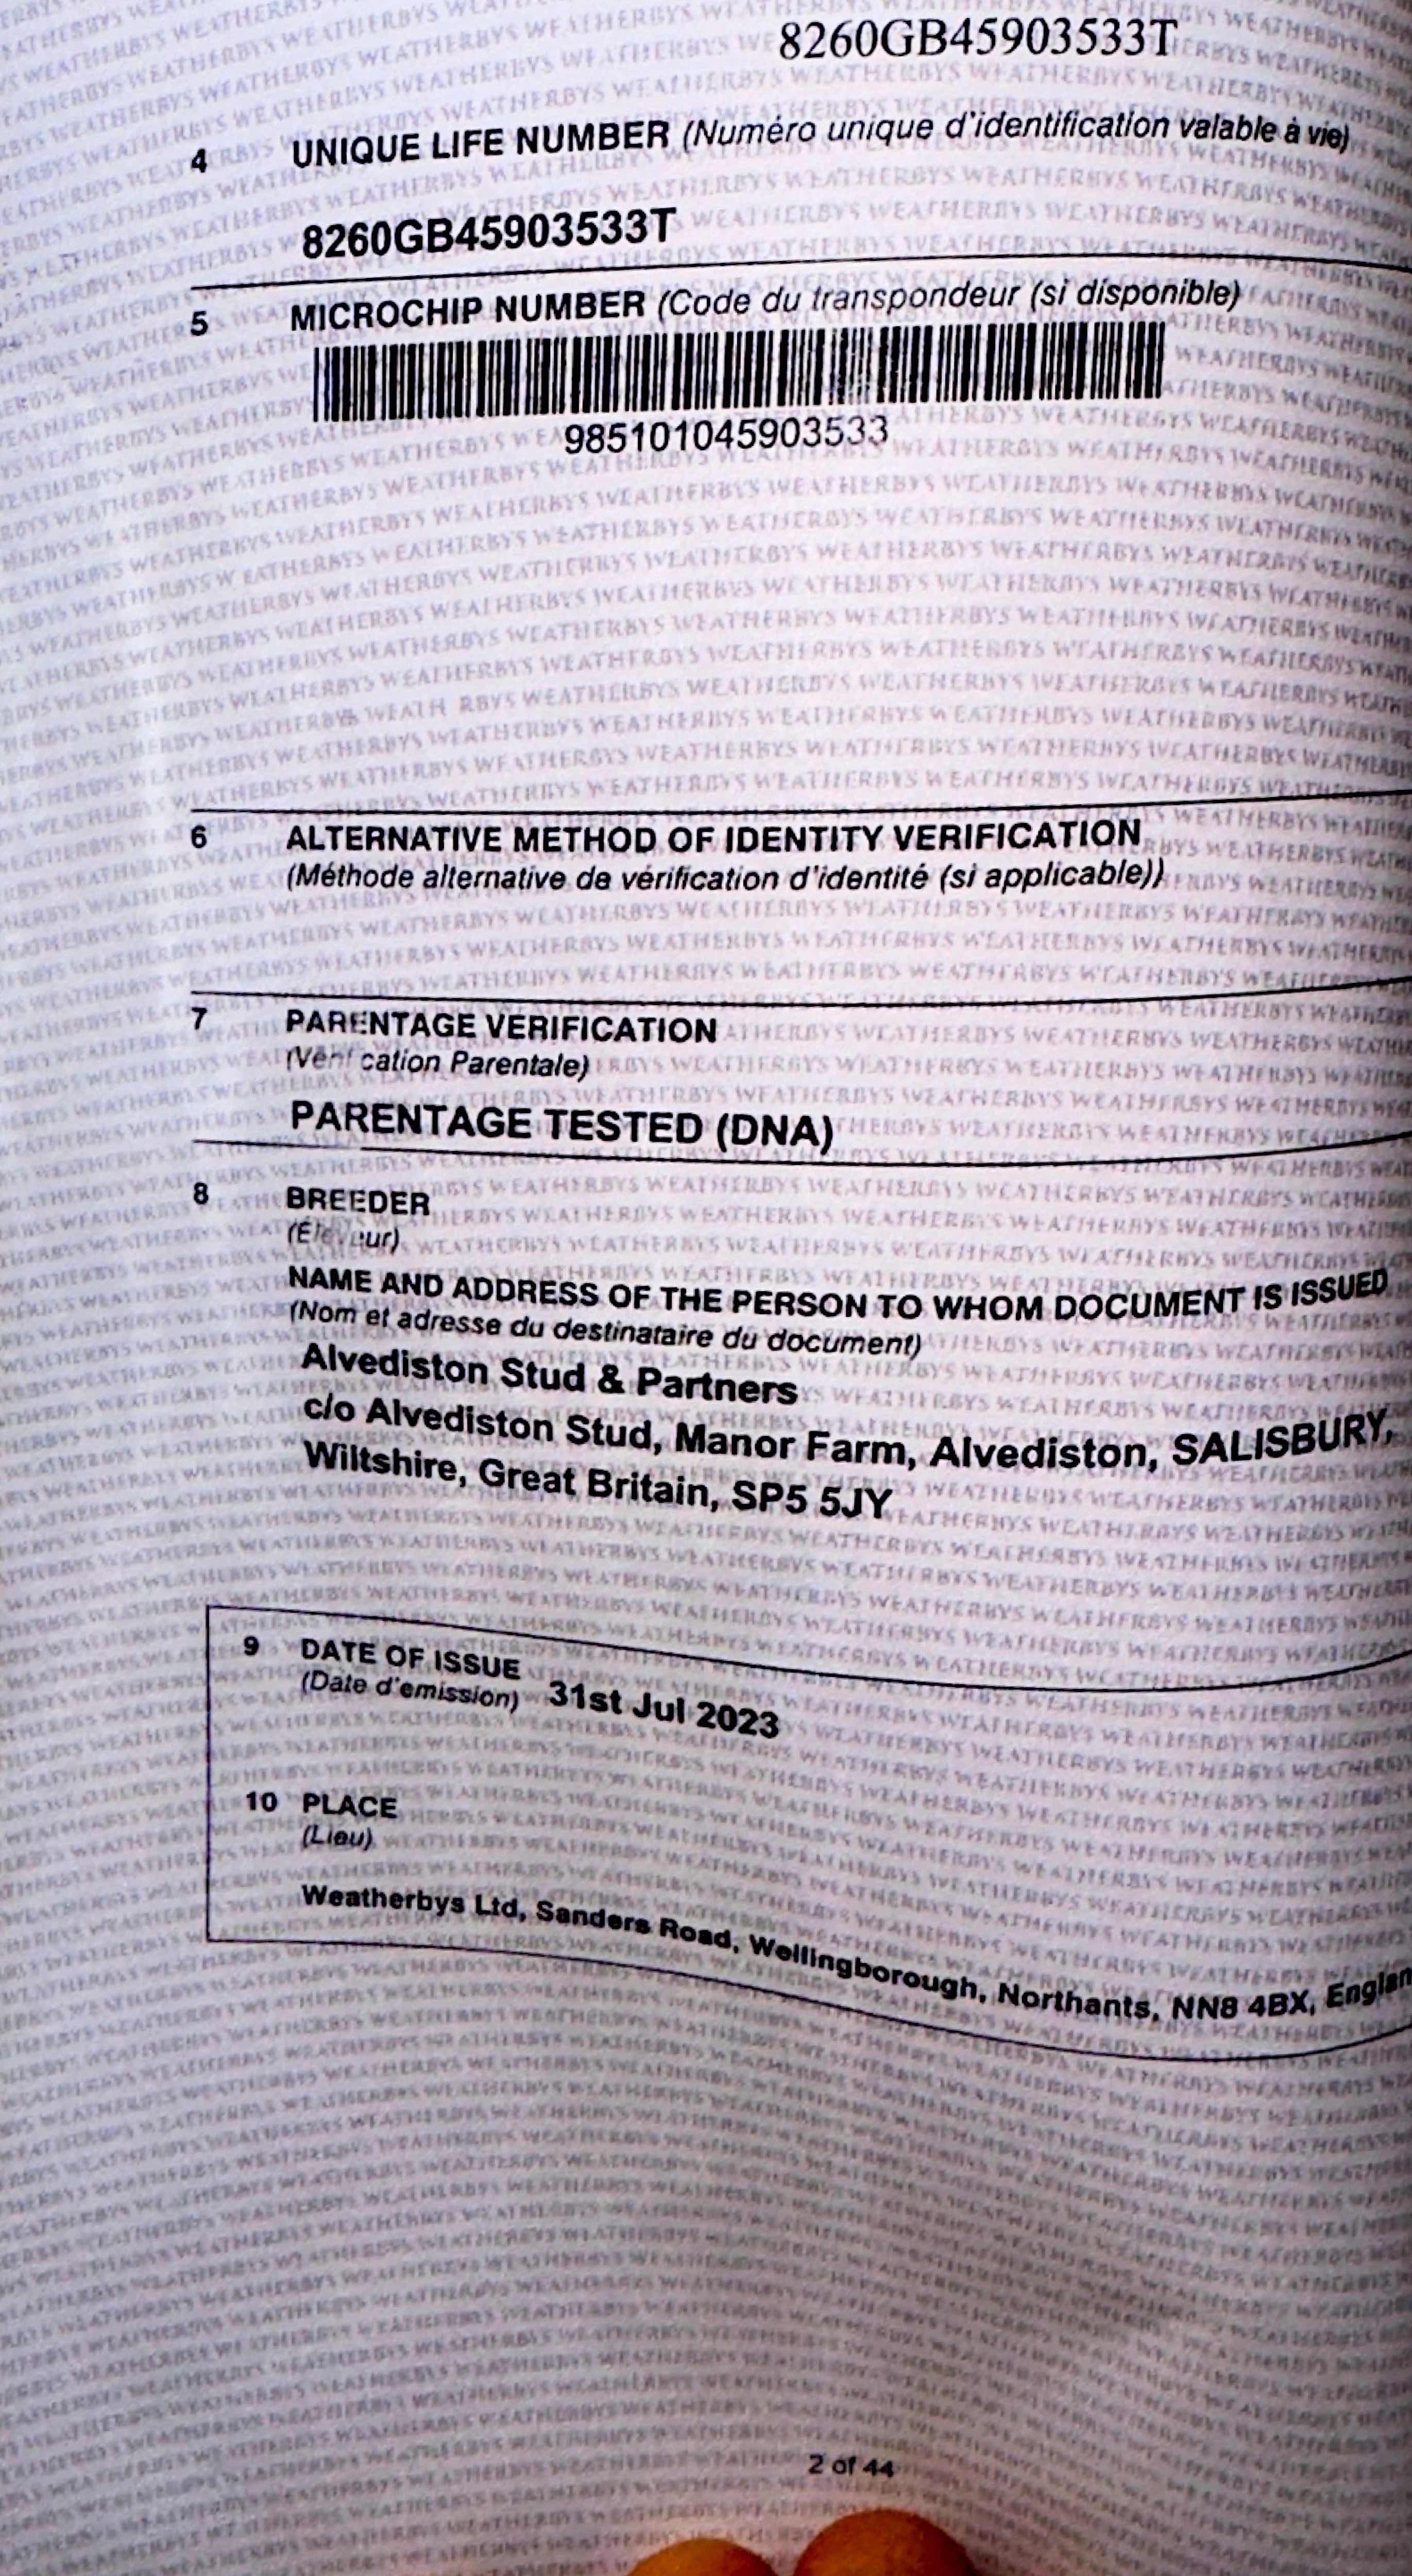 8260GB45903533T
4 UNIQUE LIFE NUMBER (Numéro unique d'identification valable à vie)
8260GB45903533T
5 MICROCHIP NUMBER (Code du transpondeur (si disponible)
985101045903533
6 ALTERNATIVE METHOD OF IDENTITY VERIFICATION
(Méthode alternative de vérification d'identité (si applicable))
7 PARENTAGE VERIFICATION
cation Parentale)
PARENTAGE TESTED (DNA)
8 BREEDER
NAME AND ADDRESS OF THE PERSON TO WHOM DOCUMENT IS ISSUED
(Nom et adresse du destinataire du document)
Alvediston Stud & Partners
c/o Alvediston Stud, Manor Farm, Alvediston, SALISBURY,
Wiltshire, Great Britain, SP5 5JY
9 DATE OF ISSUE
(Date d'emission) 31st Jul 2023
10 PLACE
(Lieu)
Weatherbys Ltd, Sanders Road, Wellingborough, Northants, NN8 4BX, Englan
2 of 44